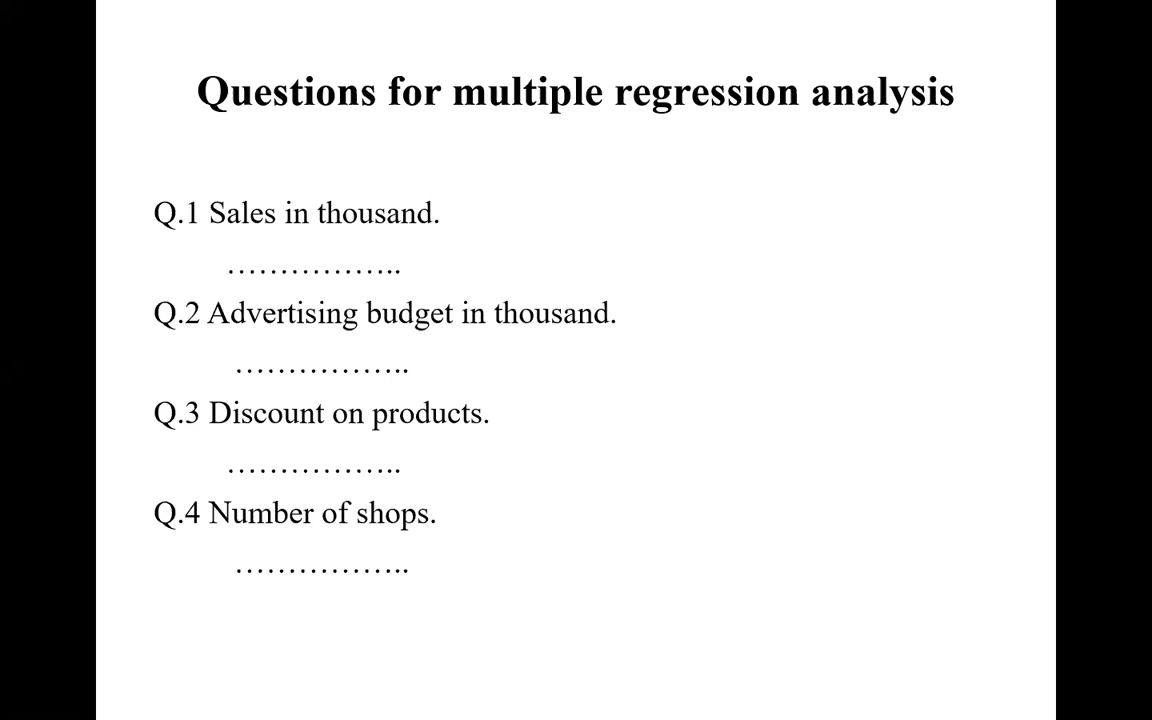 Questions for multiple regression analysis
Q.1 Sales in thousand.
……………..
Q.2 Advertising budget in thousand.
……………..
Q.3 Discount on products.
……………..
Q.4 Number of shops.
……………..